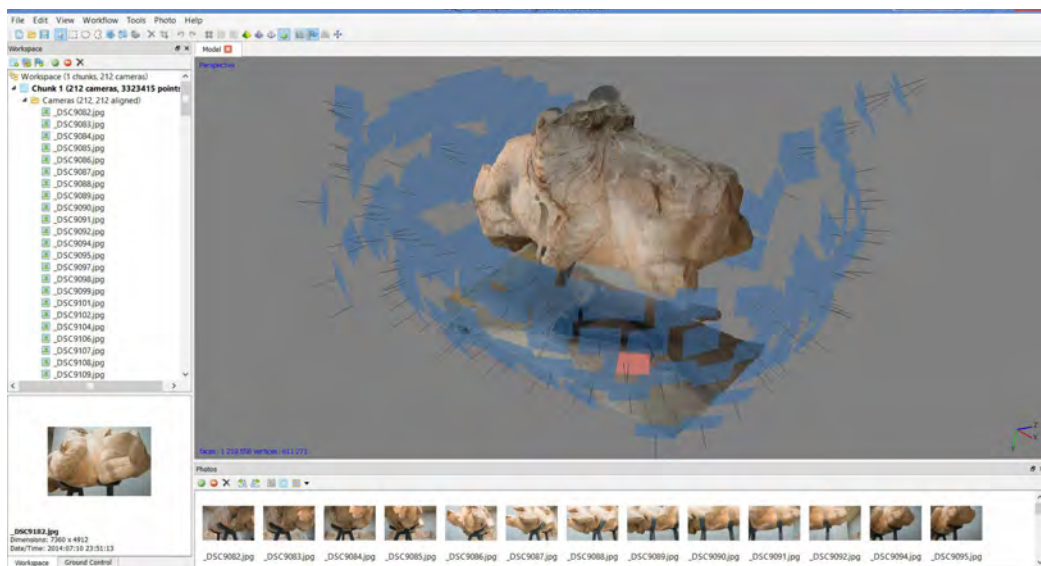 File Edit View Workflow Tools Photo Help
Workspace
Model
Workspace (1 chunks, 212 cameras)
Chunk 1 (212 cameras, 3323415 points
Cameras (212, 212 aligned)
_DSC9082.jpg
_DSC9083.jpg
_DSC9084.jpg
_DSC9085.jpg
_DSC9086.jpg
_DSC9087.jpg
_DSC9088.jpg
_DSC9089.jpg
_DSC9090.jpg
_DSC9091.jpg
_DSC9092.jpg
_DSC9094.jpg
_DSC9095.jpg
_DSC9097.jpg
_DSC9098.jpg
_DSC9099.jpg
_DSC9101.jpg
_DSC9102.jpg
_DSC9104.jpg
_DSC9106.jpg
_DSC9107.jpg
_DSC9108.jpg
_DSC9109.jpg
_DSC9182.jpg
Dimensions: 7360 x 4912
Date/Time: 2014:07:10 23:51:13
Workspace Ground Control
Perspective
Z
X
Y
Photos
_DSC9082.jpg _DSC9083.jpg _DSC9084.jpg _DSC9085.jpg _DSC9086.jpg _DSC9087.jpg _DSC9088.jpg _DSC9089.jpg _DSC9090.jpg _DSC9091.jpg _DSC9092.jpg _DSC9094.jpg _DSC9095.jpg